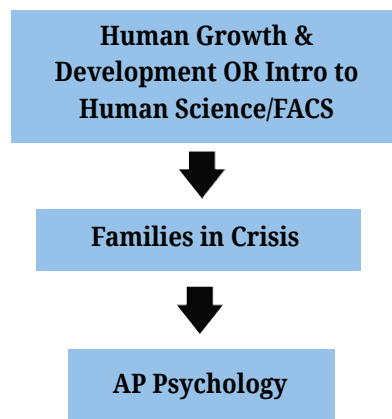 Human Growth &
Development OR Intro to
Human Science/FACS
Families in Crisis
AP Psychology